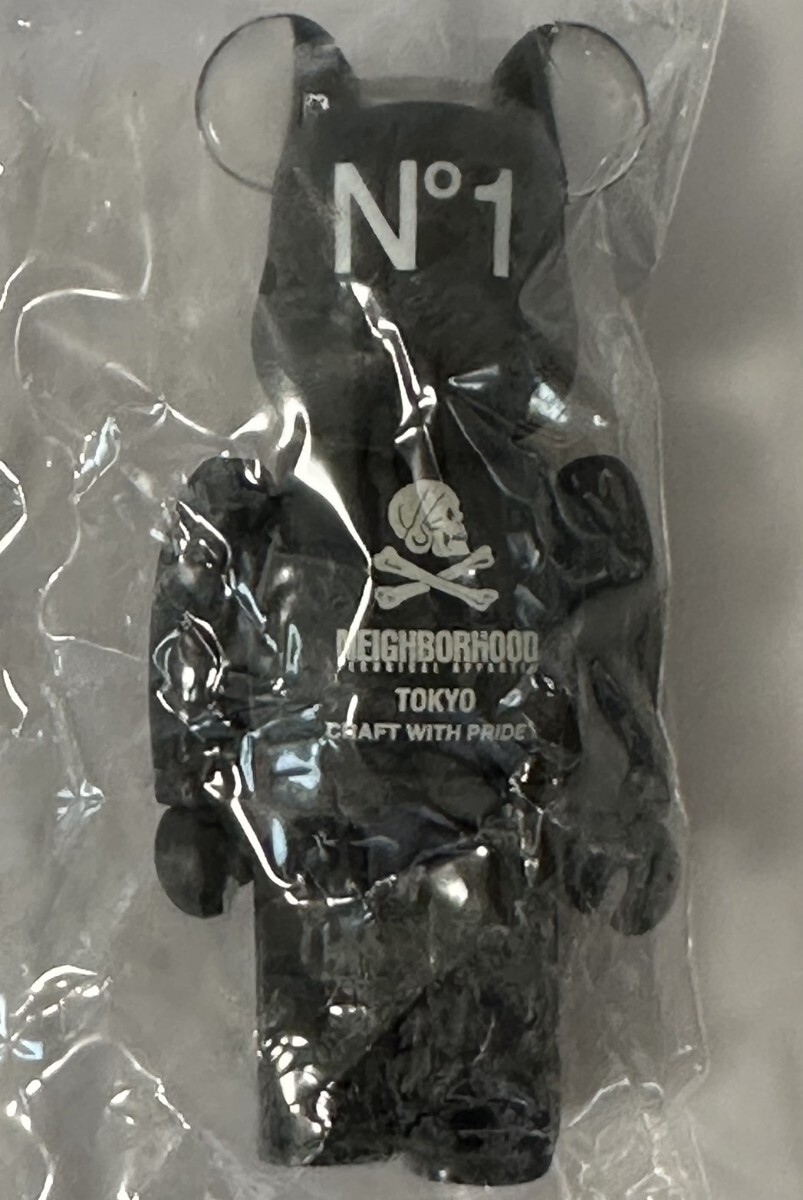 N°1
NEIGHBORHOOD
TOKYO
CRAFT WITH PRIDE